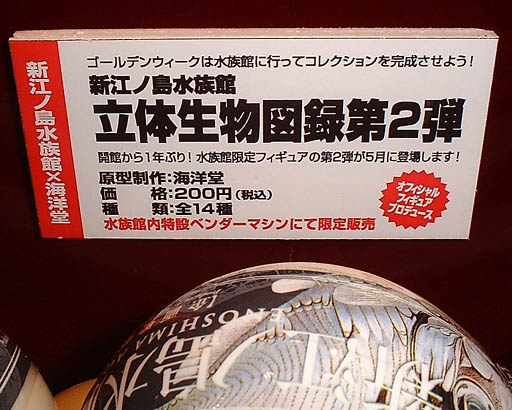 新江ノ島水族館×海洋堂
ゴールデンウィークは水族館に行ってコレクションを完成させよう!
新江ノ島水族館
立体生物図録第2弾
開館から1年ぶり!水族館限定フィギュアの第2弾が5月に登場します!
原型制作:海洋堂
価 格:200円(税込)
種 類:全14種
水族館内特設ベンダーマシンにて限定販売
オフィシャル
フィギュア
プロデュース
ENOSHIMA
新江ノ島水